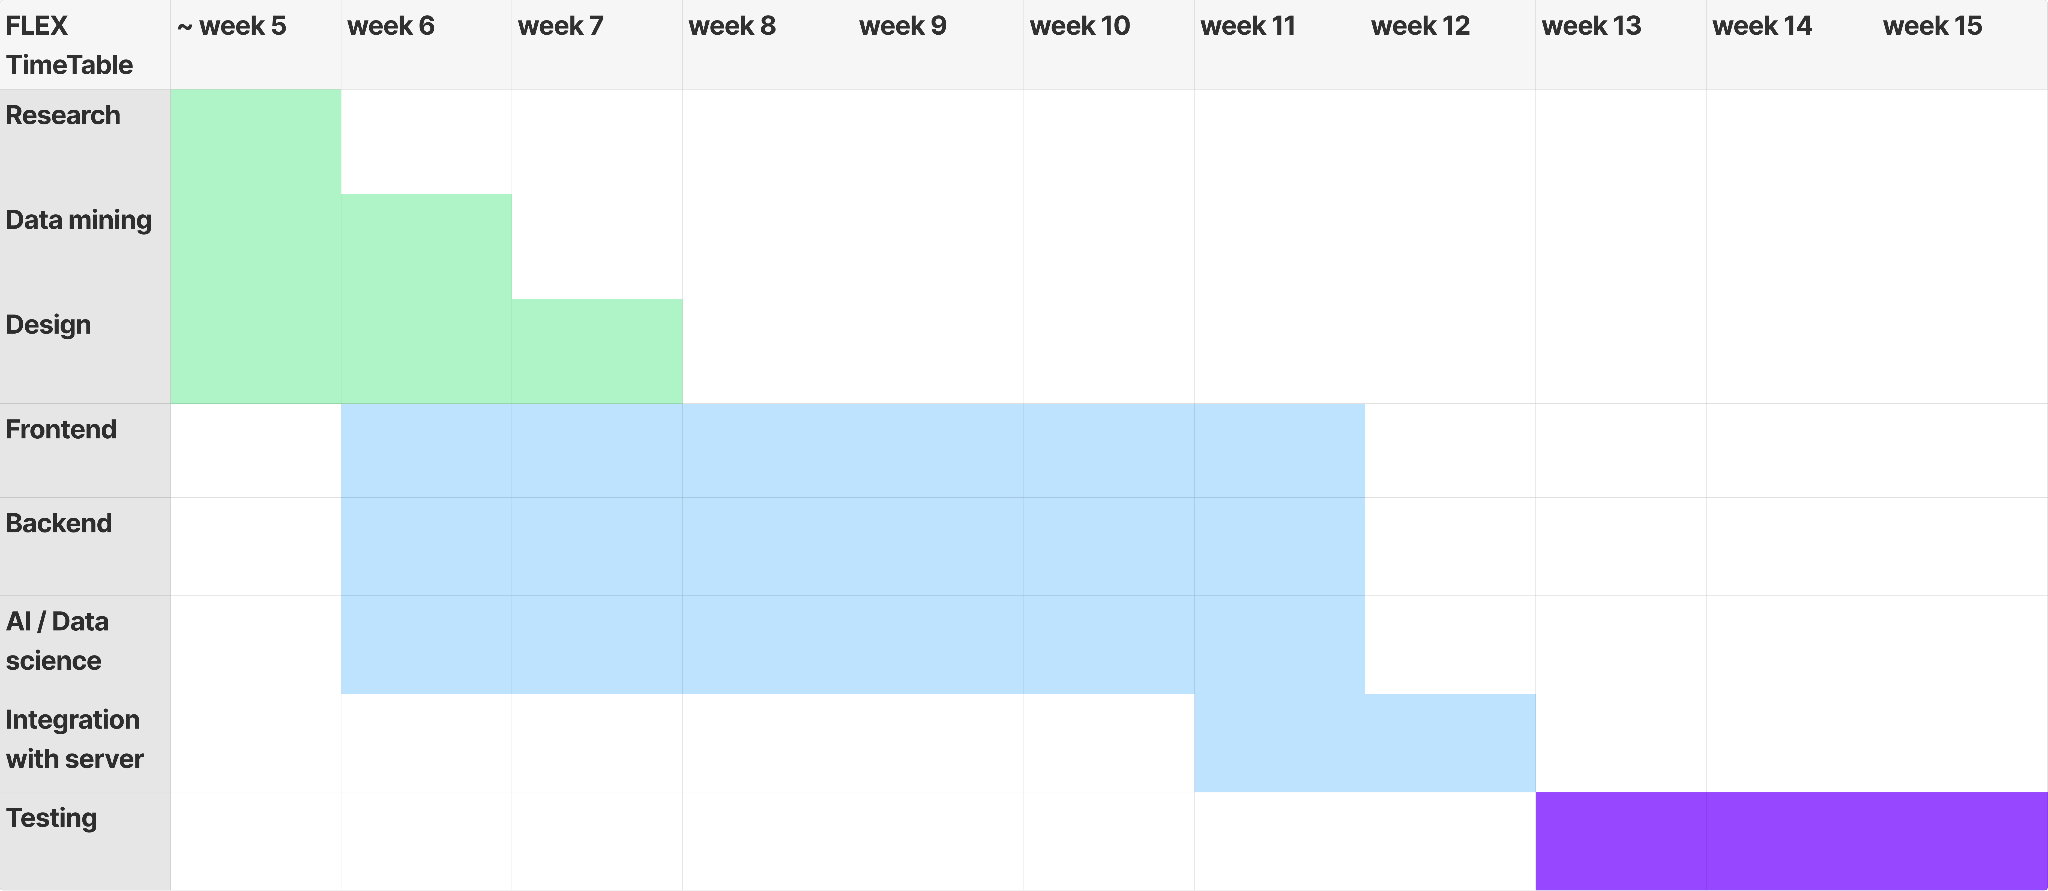 FLEX
TimeTable
~ week 5
week 6
week 7
week 8
week 9
week 10
week 11
week 12
week 13
week 14
week 15
Research
Data mining
Design
Frontend
Backend
AI / Data
science
Integration
with server
Testing